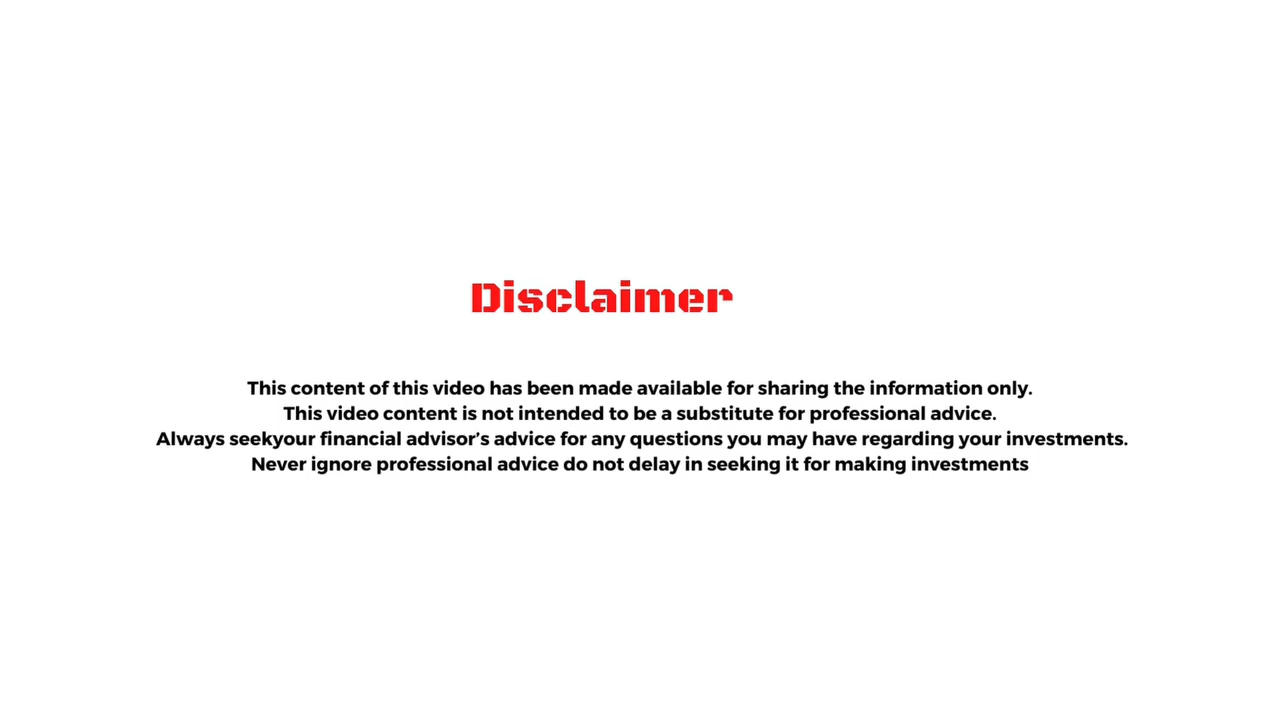 Disclaimer
This content of this video has been made available for sharing the information only.
This video content is not intended to be a substitute for professional advice.
Always seekyour financial advisor’s advice for any questions you may have regarding your investments.
Never ignore professional advice do not delay in seeking it for making investments